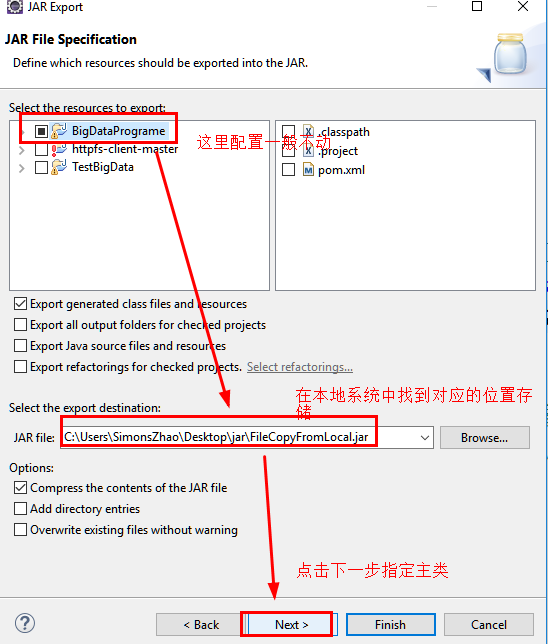 JAR Export
JAR File Specification
Define which resources should be exported into the JAR.
Select the resources to export:
BigDataPrograme
httpfs-client-master
TestBigData
这里配置一般不动
.classpath
.project
pom.xml
Export generated class files and resources
Export all output folders for checked projects
Export Java source files and resources
Export refactorings for checked projects. Select refactorings...
在本地系统中找到对应的位置存
储
Select the export destination:
JAR file: C:\Users\SimonsZhao\Desktop\jar\FileCopyFromLocal.jar Browse...
Options:
Compress the contents of the JAR file
Add directory entries
Overwrite existing files without warning
点击下一步指定主类
? < Back Next > Finish Cancel